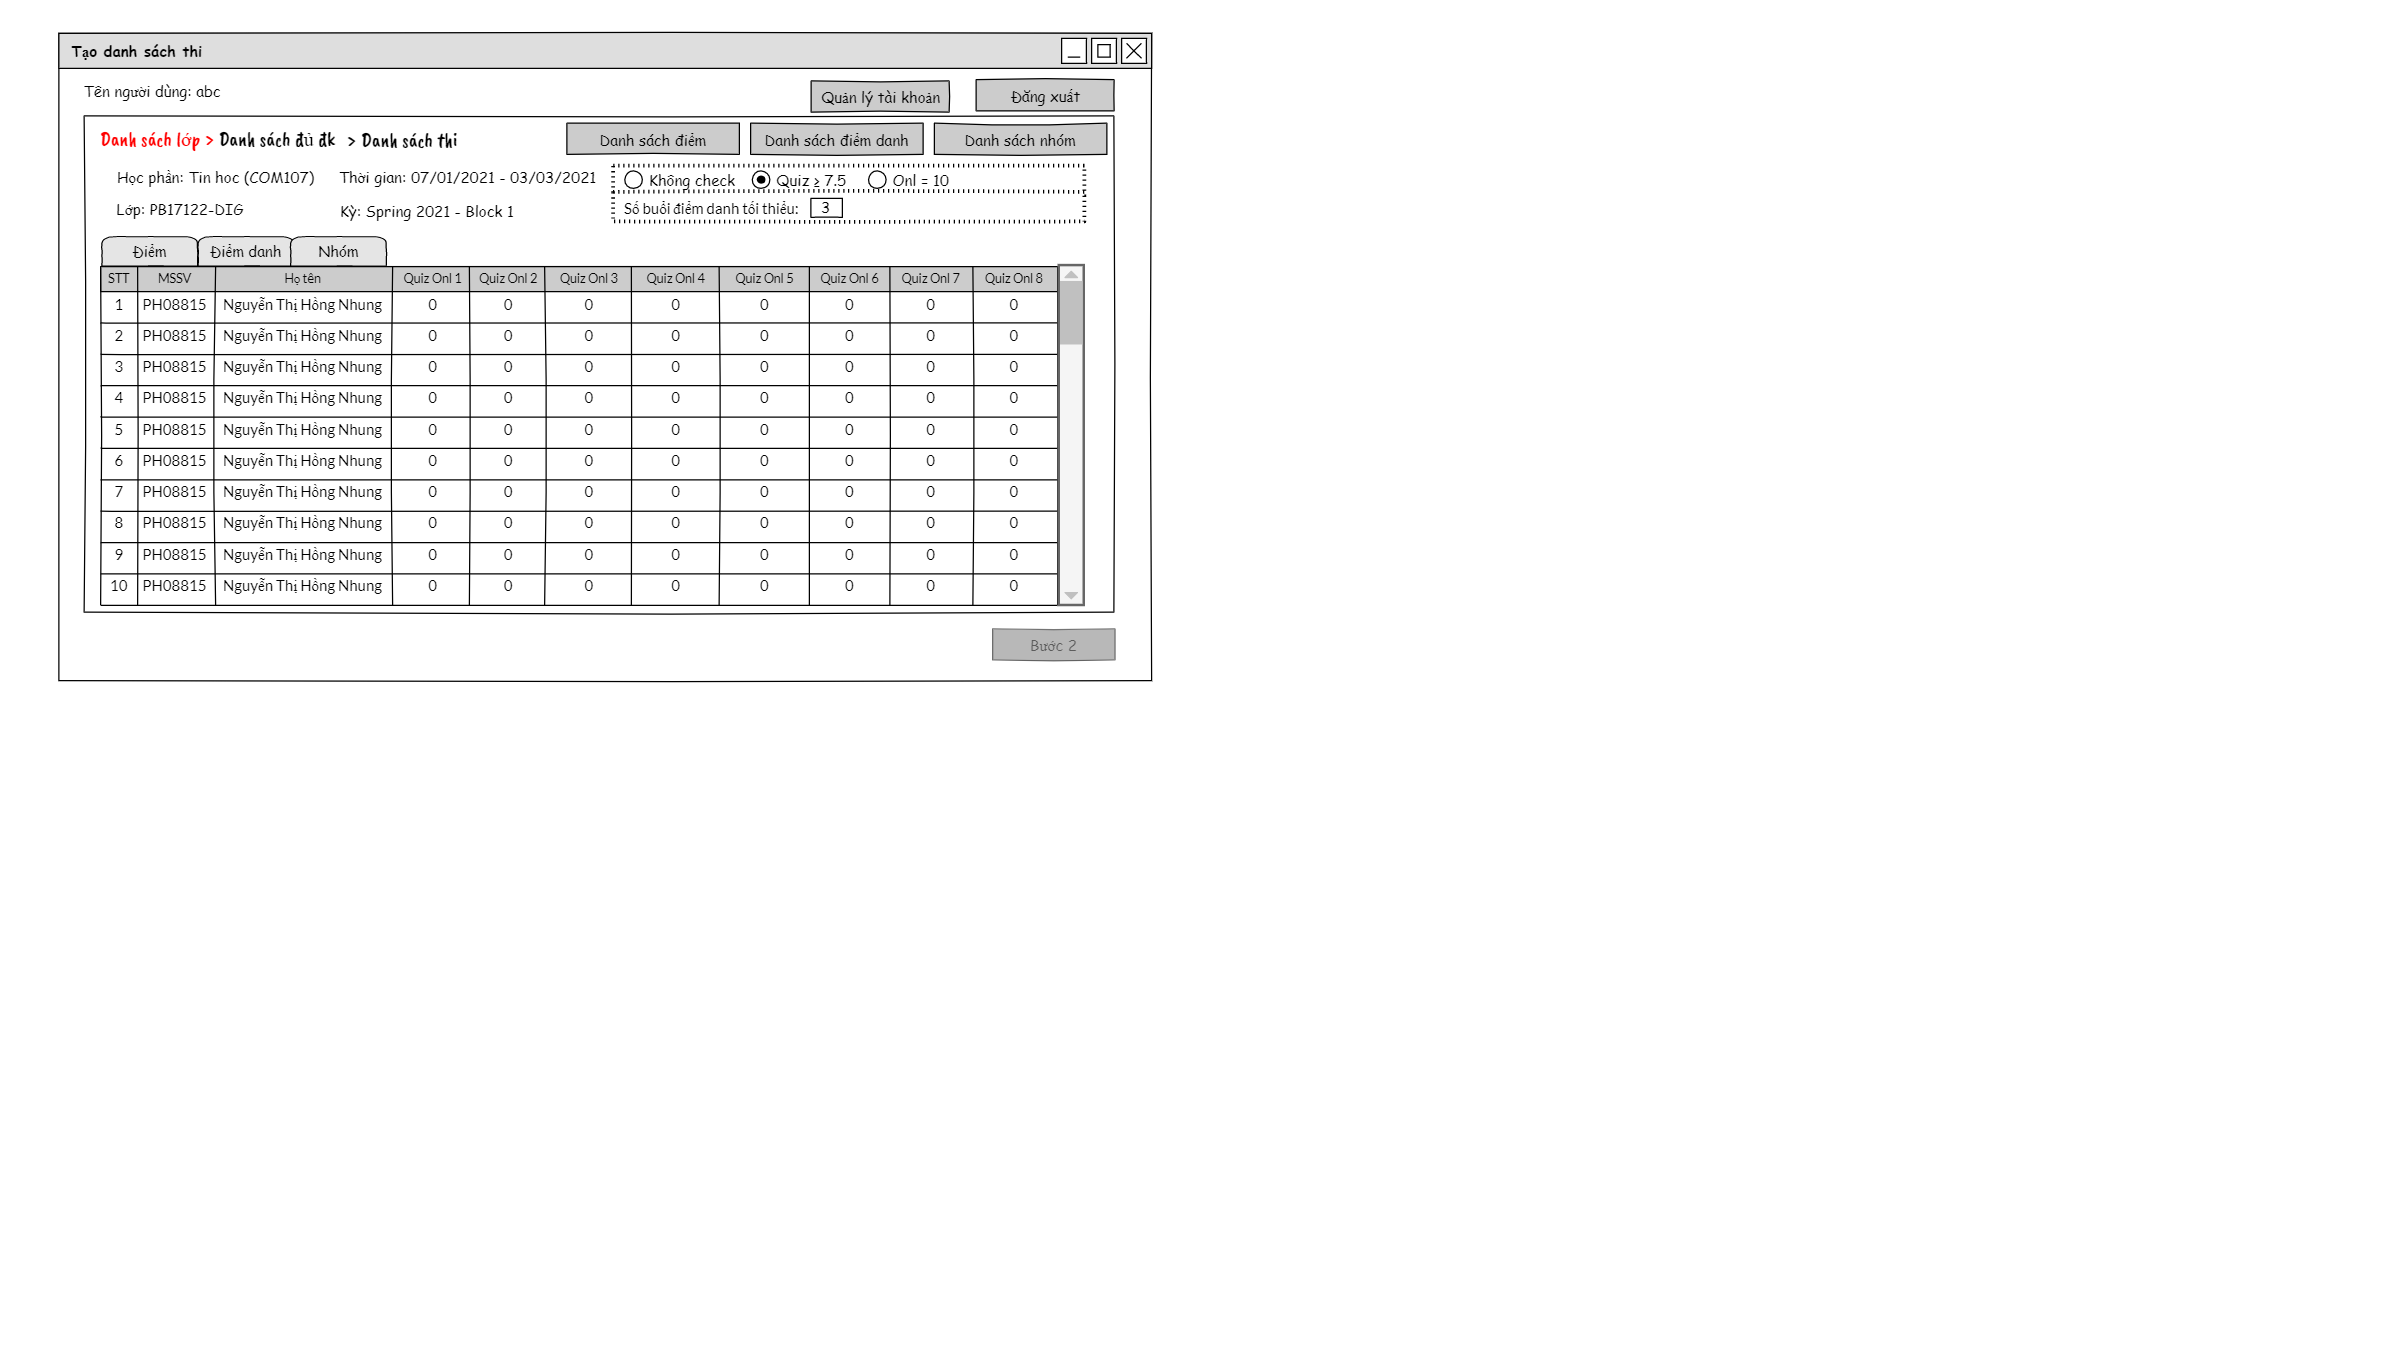 Tạo danh sách thi
Tên người dùng: abc
Quản lý tài khoản
Đăng xuất
Danh sách lớp > Danh sách đủ đk > Danh sách thi
Danh sách điểm
Danh sách điểm danh
Danh sách nhóm
Học phần: Tin hoc (COM107)
Thời gian: 07/01/2021 - 03/03/2021
Không check
Quiz ≥ 7.5
Onl = 10
Lớp: PB17122-DIG
Kỳ: Spring 2021 - Block 1
Số buổi điểm danh tối thiểu: 3
Điểm
Điểm danh
Nhóm
STT MSSV Họ tên Quiz Onl 1 Quiz Onl 2 Quiz Onl 3 Quiz Onl 4 Quiz Onl 5 Quiz Onl 6 Quiz Onl 7 Quiz Onl 8
1 PH08815 Nguyễn Thị Hồng Nhung 0 0 0 0 0 0 0 0
2 PH08815 Nguyễn Thị Hồng Nhung 0 0 0 0 0 0 0 0
3 PH08815 Nguyễn Thị Hồng Nhung 0 0 0 0 0 0 0 0
4 PH08815 Nguyễn Thị Hồng Nhung 0 0 0 0 0 0 0 0
5 PH08815 Nguyễn Thị Hồng Nhung 0 0 0 0 0 0 0 0
6 PH08815 Nguyễn Thị Hồng Nhung 0 0 0 0 0 0 0 0
7 PH08815 Nguyễn Thị Hồng Nhung 0 0 0 0 0 0 0 0
8 PH08815 Nguyễn Thị Hồng Nhung 0 0 0 0 0 0 0 0
9 PH08815 Nguyễn Thị Hồng Nhung 0 0 0 0 0 0 0 0
10 PH08815 Nguyễn Thị Hồng Nhung 0 0 0 0 0 0 0 0
Bước 2